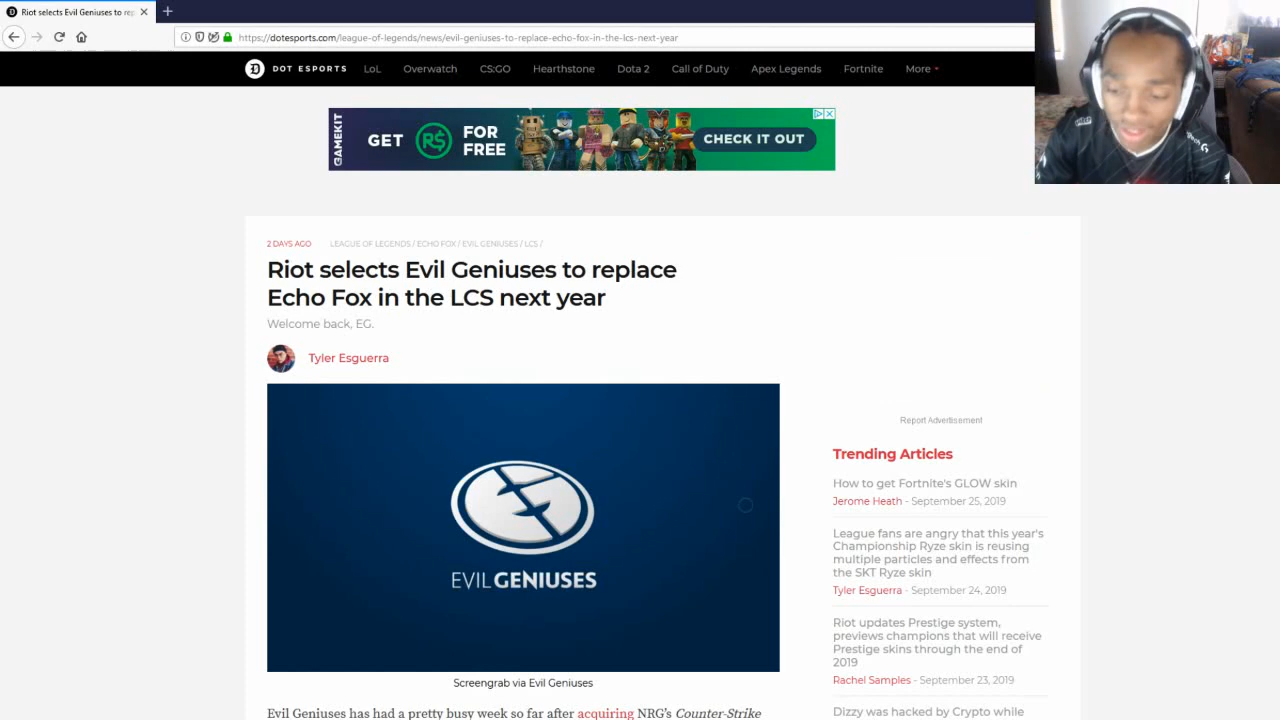 Riot selects Evil Geniuses to rep
https://dotesports.com/league-of-legends/news/evil-geniuses-to-replace-echo-fox-in-the-lcs-next-year
DOT ESPORTS LoL Overwatch CS:GO Hearthstone Dota 2 Call of Duty Apex Legends Fortnite More
GAMEKIT
GET R$ FOR FREE CHECK IT OUT
2 DAYS AGO LEAGUE OF LEGENDS / ECHO FOX / EVIL GENIUSES / LCS /
Riot selects Evil Geniuses to replace
Echo Fox in the LCS next year
Welcome back, EG.
Tyler Esguerra
EVIL GENIUSES
Screengrab via Evil Geniuses
Evil Geniuses has had a pretty busy week so far after acquiring NRG's Counter-Strike
Report Advertisement
Trending Articles
How to get Fortnite's GLOW skin
Jerome Heath - September 25, 2019
League fans are angry that this year's
Championship Ryze skin is reusing
multiple particles and effects from
the SKT Ryze skin
Tyler Esguerra - September 24, 2019
Riot updates Prestige system,
previews champions that will receive
Prestige skins through the end of
2019
Rachel Samples - September 23, 2019
Dizzy was hacked by Crypto while